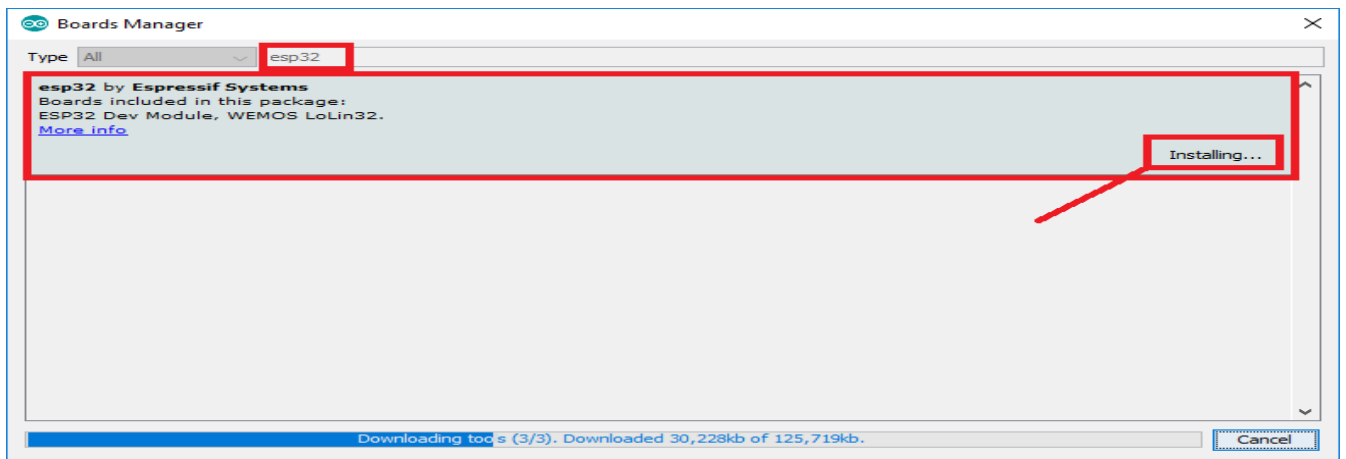 Boards Manager
Type All esp32
esp32 by Espressif Systems
Boards included in this package:
ESP32 Dev Module, WEMOS LoLin32.
More info
Installing...
Downloading tools (3/3). Downloaded 30,228kb of 125,719kb.
Cancel